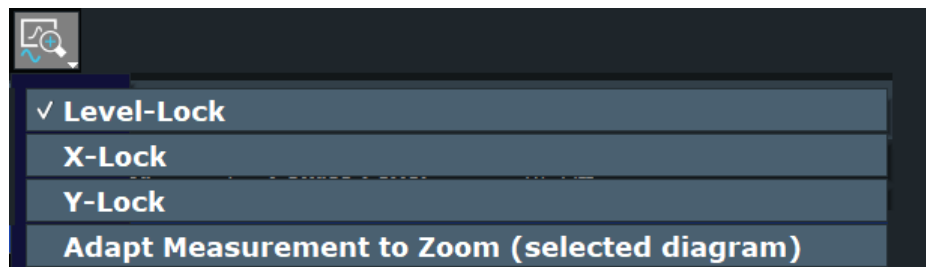 ✓ Level-Lock
X-Lock
Y-Lock
Adapt Measurement to Zoom (selected diagram)